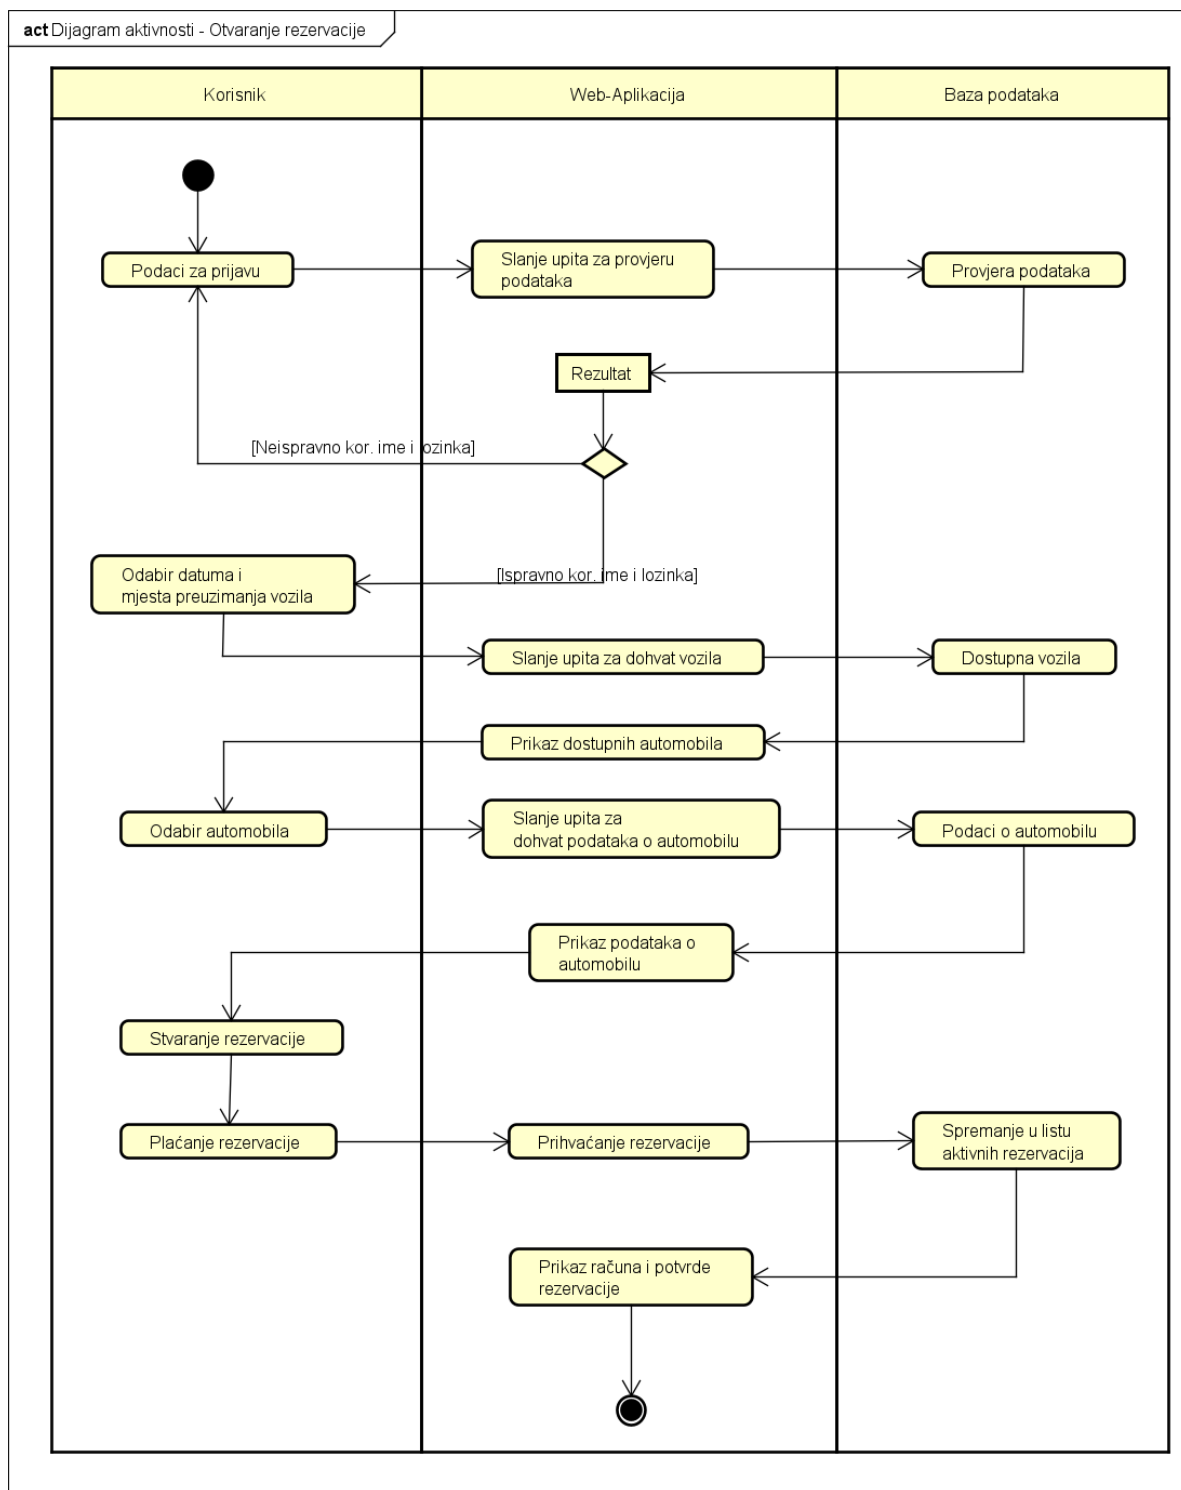 act Dijagram aktivnosti - Otvaranje rezervacije
Korisnik
Web-Aplikacija
Baza podataka
Podaci za prijavu
Slanje upita za provjeru
podataka
Provjera podataka
Rezultat
[Neispravno kor. ime i lozinka]
[Ispravno kor. ime i lozinka]
Odabir datuma i
mjesta preuzimanja vozila
Slanje upita za dohvat vozila
Dostupna vozila
Prikaz dostupnih automobila
Odabir automobila
Slanje upita za
dohvat podataka o automobilu
Podaci o automobilu
Prikaz podataka o
automobilu
Stvaranje rezervacije
Plaćanje rezervacije
Prihvaćanje rezervacije
Spremanje u listu
aktivnih rezervacija
Prikaz računa i potvrde
rezervacije